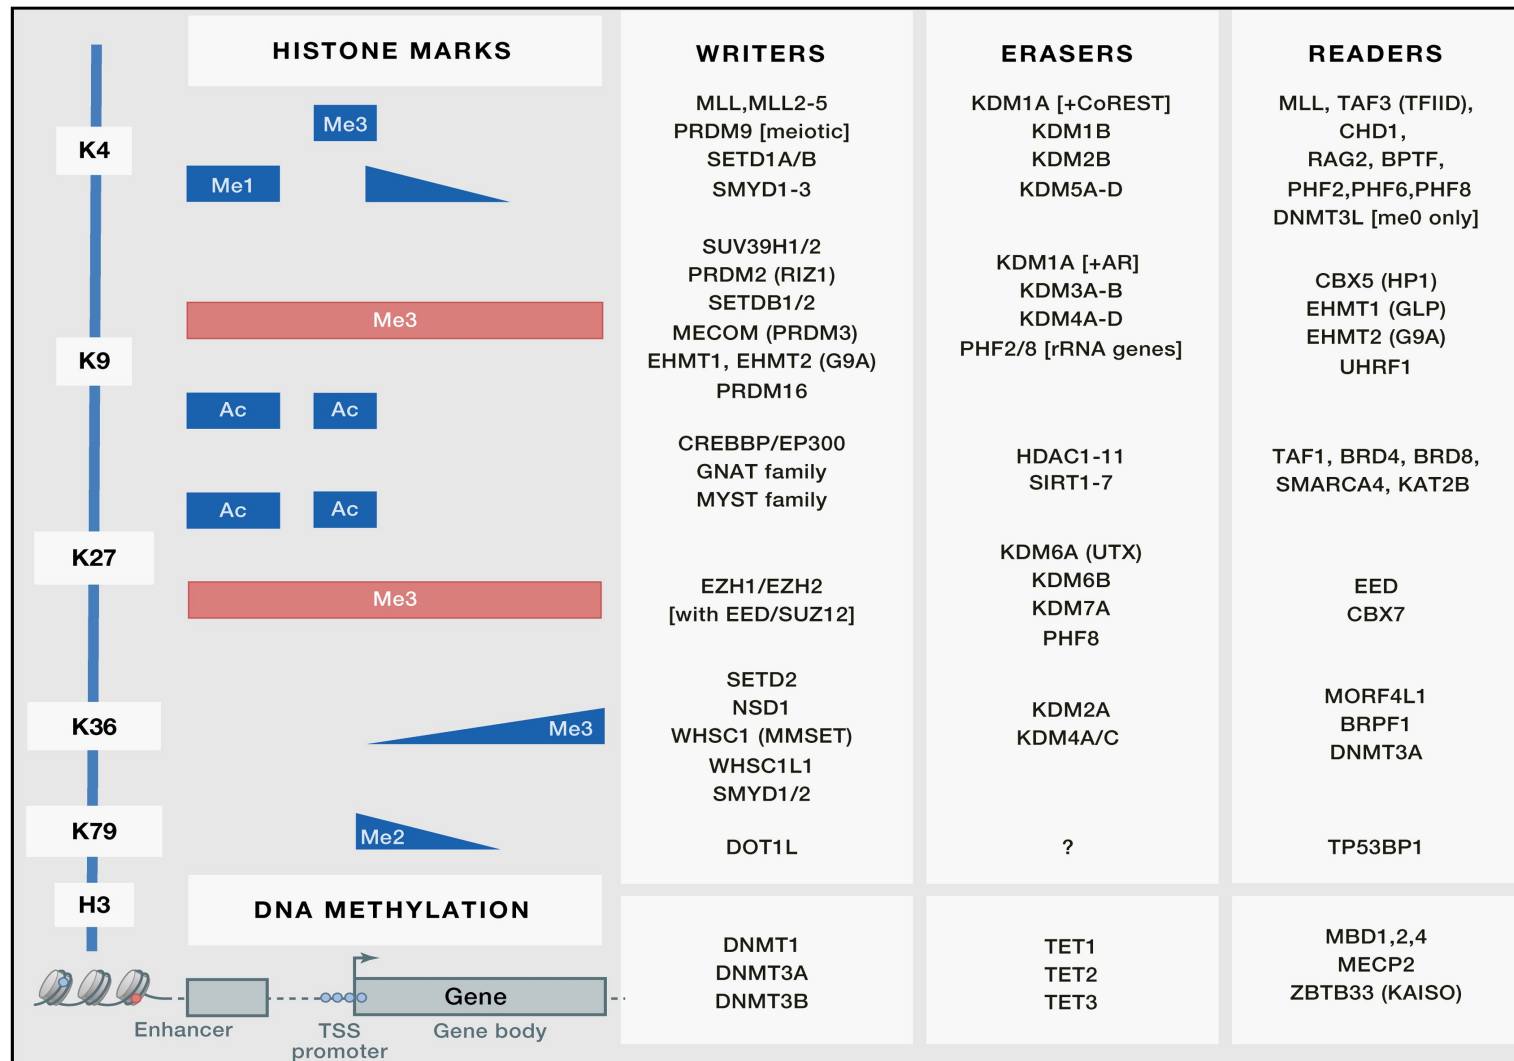 HISTONE MARKS
WRITERS
ERASERS
READERS
K4
Me3
Me1
MLL,MLL2-5
PRDM9 [meiotic]
SETD1A/B
SMYD1-3
KDM1A [+CoREST]
KDM1B
KDM2B
KDM5A-D
MLL, TAF3 (TFIID),
CHD1,
RAG2, BPTF,
PHF2,PHF6,PHF8
DNMT3L [me0 only]
K9
Me3
Ac
Ac
SUV39H1/2
PRDM2 (RIZ1)
SETDB1/2
MECOM (PRDM3)
EHMT1, EHMT2 (G9A)
PRDM16
KDM1A [+AR]
KDM3A-B
KDM4A-D
PHF2/8 [rRNA genes]
CBX5 (HP1)
EHMT1 (GLP)
EHMT2 (G9A)
UHRF1
CREBBP/EP300
GNAT family
MYST family
HDAC1-11
SIRT1-7
TAF1, BRD4, BRD8,
SMARCA4, KAT2B
K27
Ac
Ac
Me3
EZH1/EZH2
[with EED/SUZ12]
KDM6A (UTX)
KDM6B
KDM7A
PHF8
EED
CBX7
K36
Me3
SETD2
NSD1
WHSC1 (MMSET)
WHSC1L1
SMYD1/2
KDM2A
KDM4A/C
MORF4L1
BRPF1
DNMT3A
K79
Me2
DOT1L
?
TP53BP1
H3
DNA METHYLATION
DNMT1
DNMT3A
DNMT3B
TET1
TET2
TET3
MBD1,2,4
MECP2
ZBTB33 (KAISO)
Gene
Enhancer
TSS
promoter
Gene body